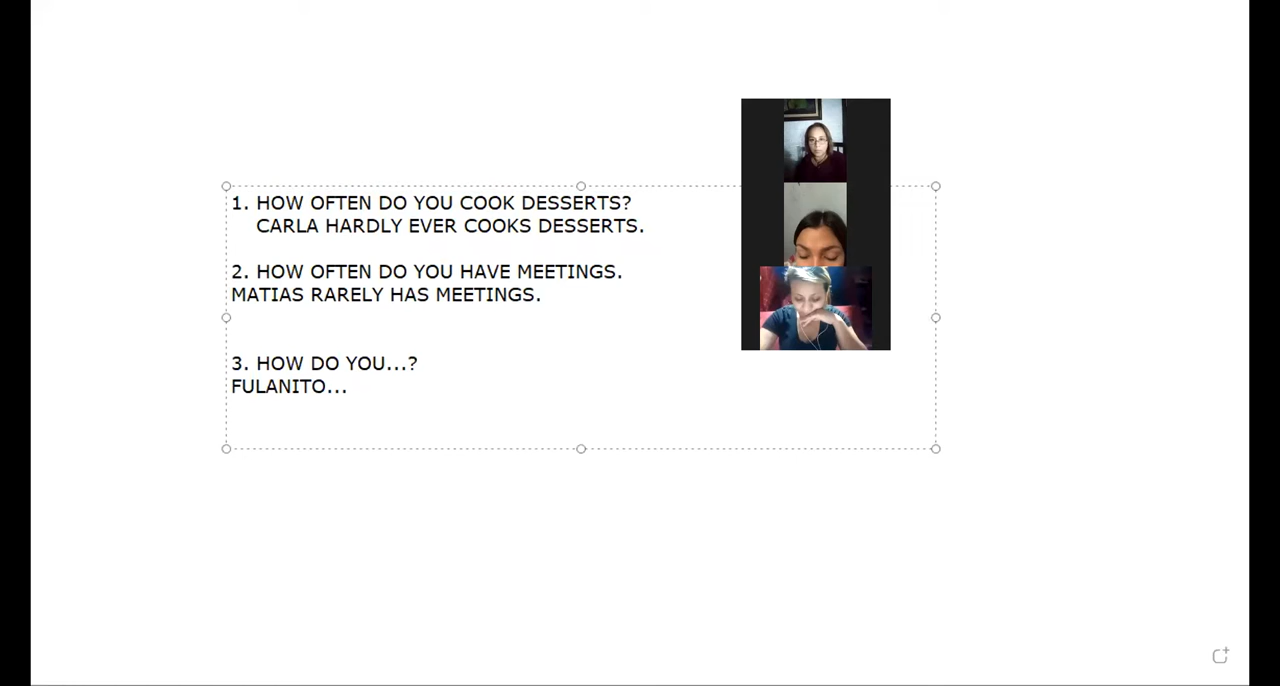 1. HOW OFTEN DO YOU COOK DESSERTS?
CARLA HARDLY EVER COOKS DESSERTS.
2. HOW OFTEN DO YOU HAVE MEETINGS.
MATIAS RARELY HAS MEETINGS.
3. HOW DO YOU...?
FULANITO...